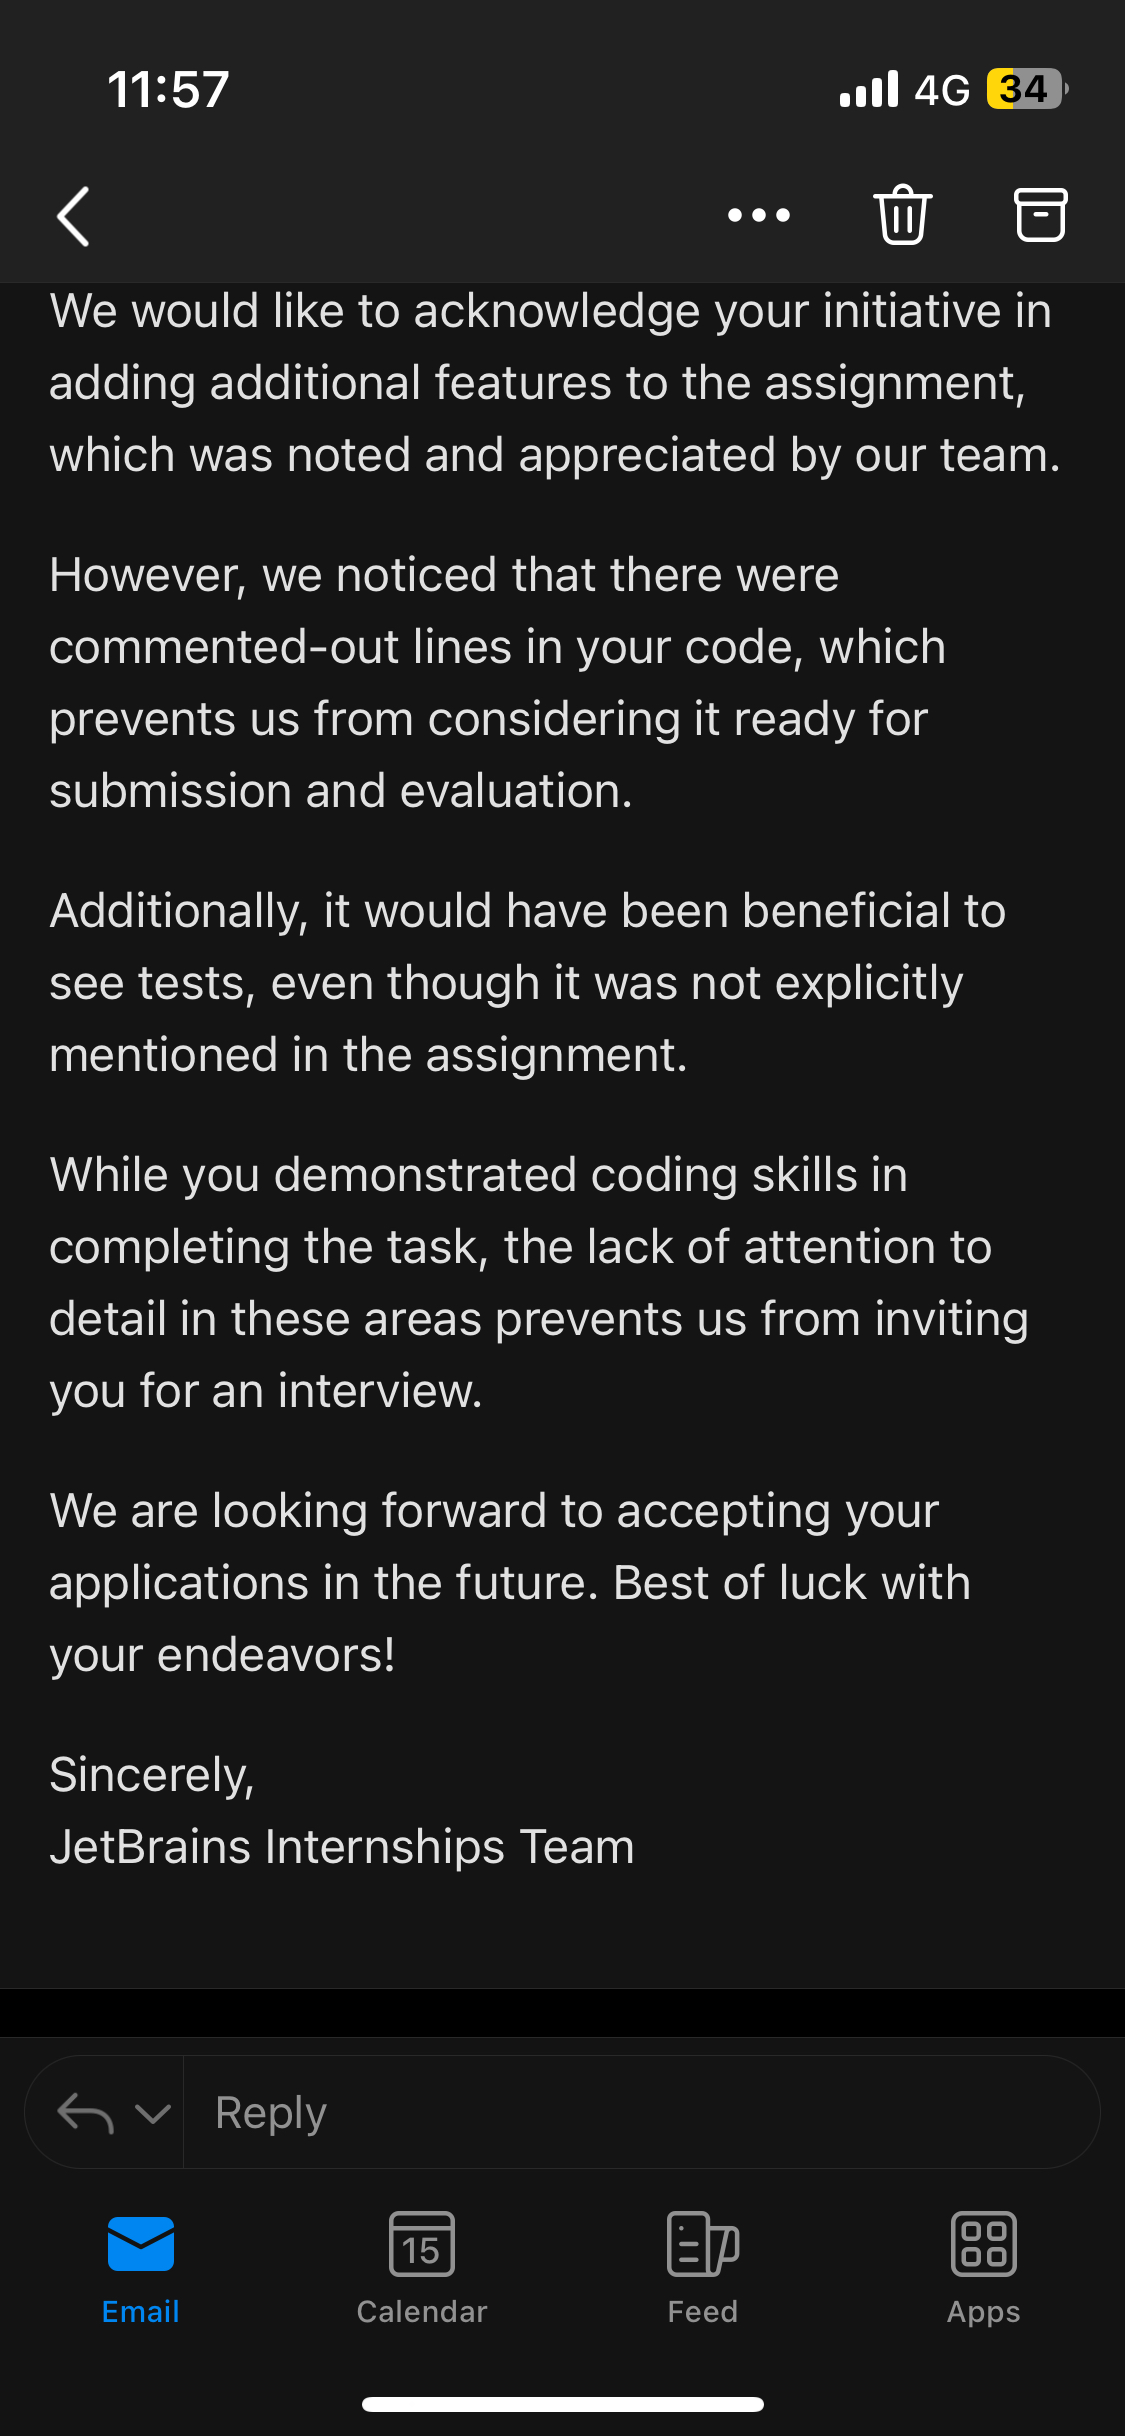 11:57
4G
34
We would like to acknowledge your initiative in
adding additional features to the assignment,
which was noted and appreciated by our team.
However, we noticed that there were
commented-out lines in your code, which
prevents us from considering it ready for
submission and evaluation.
Additionally, it would have been beneficial to
see tests, even though it was not explicitly
mentioned in the assignment.
While you demonstrated coding skills in
completing the task, the lack of attention to
detail in these areas prevents us from inviting
you for an interview.
We are looking forward to accepting your
applications in the future. Best of luck with
your endeavors!
Sincerely,
JetBrains Internships Team
Reply
15
Email
Calendar
Feed
Apps